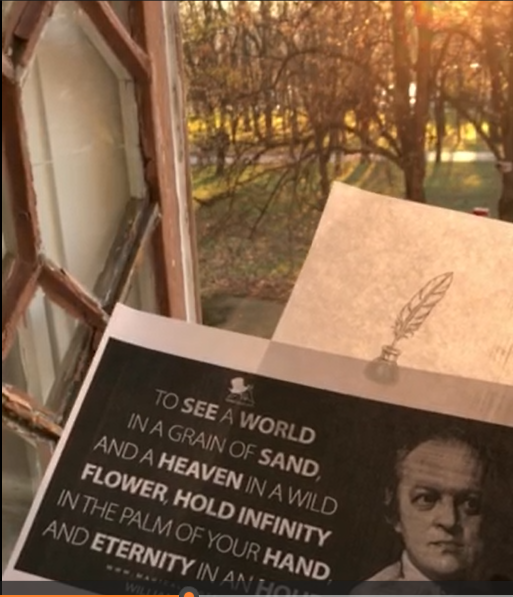 TO SEE A WORLD
IN A GRAIN OF SAND,
AND A HEAVEN IN A WILD
FLOWER, HOLD INFINITY
IN THE PALM OF YOUR HAND,
AND ETERNITY IN AN HOUR